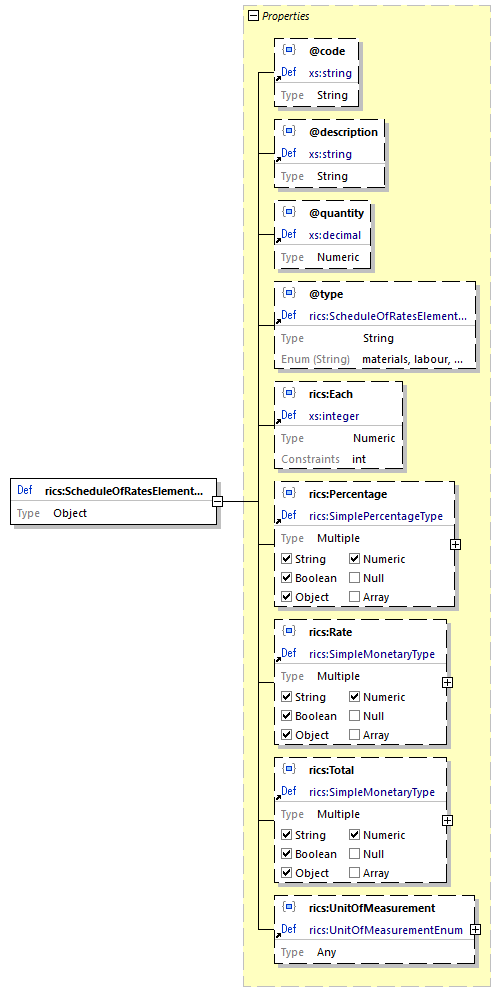 Properties
@code
Def xs:string
Type String
@description
Def xs:string
Type String
@quantity
Def xs:decimal
Type Numeric
@type
Def rics:ScheduleOfRatesElement...
Type String
Enum (String) materials, labour, ...
rics:Each
Def xs:integer
Type Numeric
Constraints int
Def rics:ScheduleOfRatesElement...
Type Object
rics:Percentage
Def rics:SimplePercentageType
Type Multiple
String Numeric
Boolean Null
Object Array
rics:Rate
Def rics:SimpleMonetaryType
Type Multiple
String Numeric
Boolean Null
Object Array
rics:Total
Def rics:SimpleMonetaryType
Type Multiple
String Numeric
Boolean Null
Object Array
rics:UnitOfMeasurement
Def rics:UnitOfMeasurementEnum
Type Any